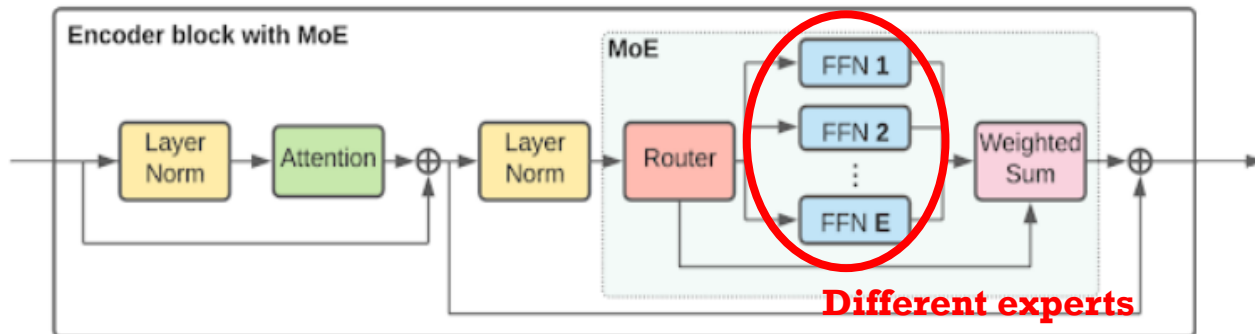 Encoder block with MoE
MoE
Layer
Norm
Attention
Layer
Norm
Router
FFN 1
FFN 2
FFN E
Weighted
Sum
Different experts